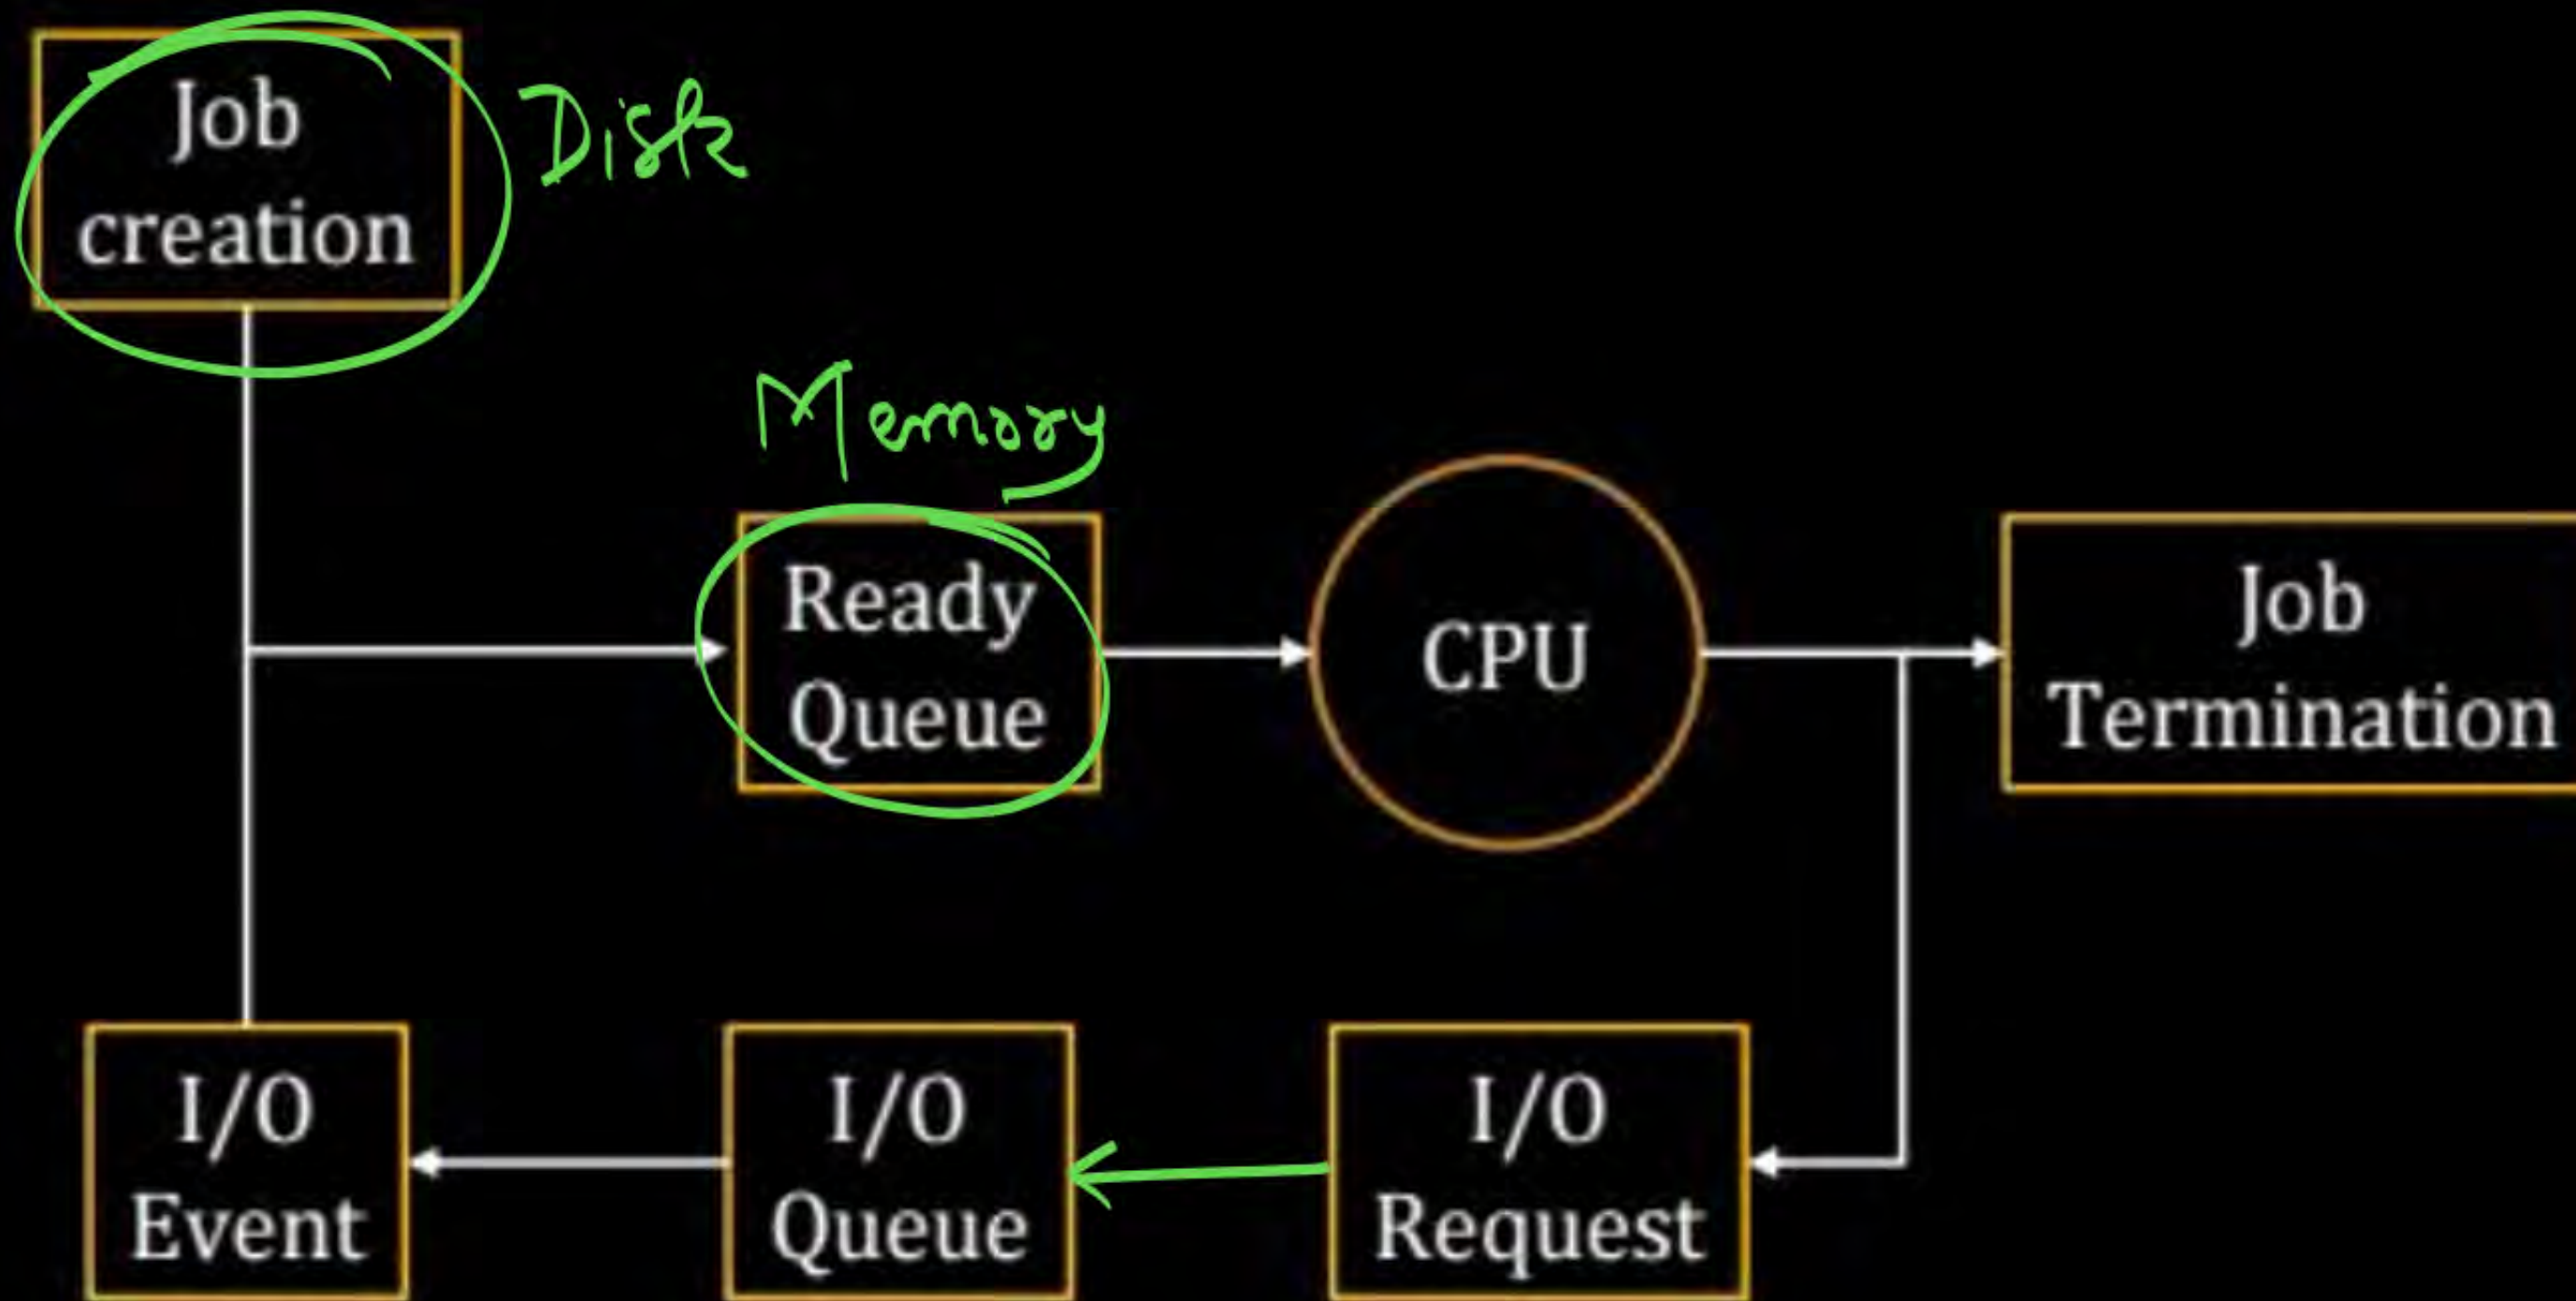 Job
creation
Disk
Memory
Ready
Queue
CPU
Job
Termination
I/O
Event
I/O
Queue
I/O
Request